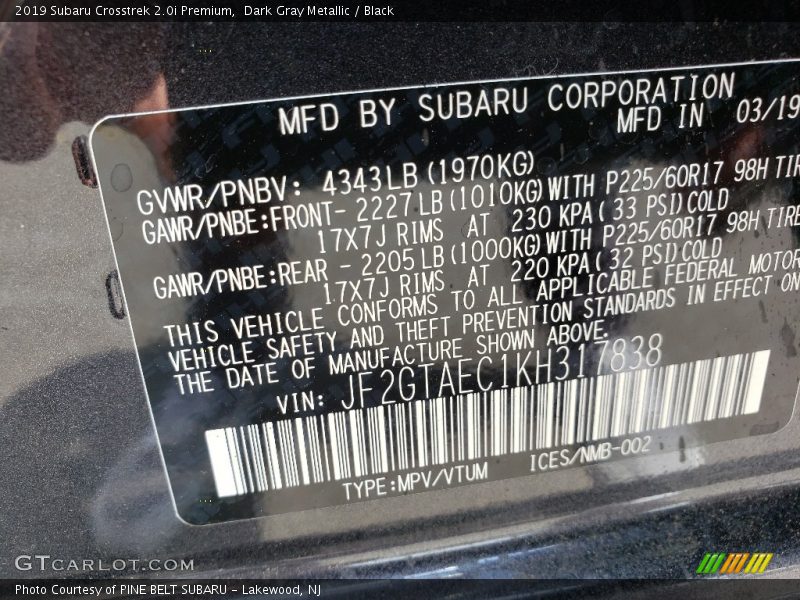 2019 Subaru Crosstrek 2.0i Premium, Dark Gray Metallic / Black
MFD BY SUBARU CORPORATION
MFD IN 03/19
GVWR/PNBV: 4343LB(1970KG)
GAWR/PNBE:FRONT- 2227LB(1010KG)WITH P225/60R17 98H TIR
17X7J RIMS AT 230 KPA(33 PSI)COLD
GAWR/PNBE:REAR - 2205LB(1000KG)WITH P225/60R17 98H TIRE
17X7J RIMS AT 220 KPA(32 PSI)COLD
THIS VEHICLE CONFORMS TO ALL APPLICABLE FEDERAL MOTOR
VEHICLE SAFETY AND THEFT PREVENTION STANDARDS IN EFFECT ON
THE DATE OF MANUFACTURE SHOWN ABOVE.
VIN: JF2GTAEC1KH317838
TYPE:MPV/VTUM ICES/NMB-002
GTCARLOT.COM
Photo Courtesy of PINE BELT SUBARU - Lakewood, NJ